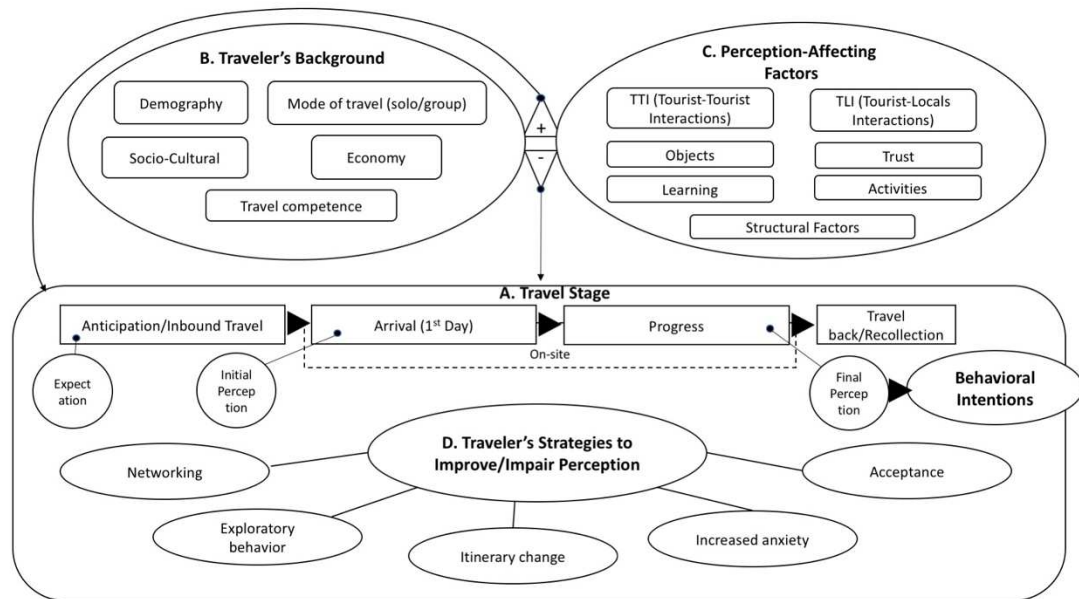 B. Traveler's Background
Demography
Mode of travel (solo/group)
Socio-Cultural
Economy
Travel competence
+
-
C. Perception-Affecting
Factors
TTI (Tourist-Tourist
Interactions)
TLI (Tourist-Locals
Interactions)
Objects
Trust
Learning
Activities
Structural Factors
A. Travel Stage
Anticipation/Inbound Travel
Arrival (1st Day)
Progress
Travel
back/Recollection
On-site
Expect
ation
Initial
Percep
tion
Final
Percep
tion
Behavioral
Intentions
D. Traveler's Strategies to
Improve/Impair Perception
Networking
Acceptance
Exploratory
behavior
Itinerary change
Increased anxiety